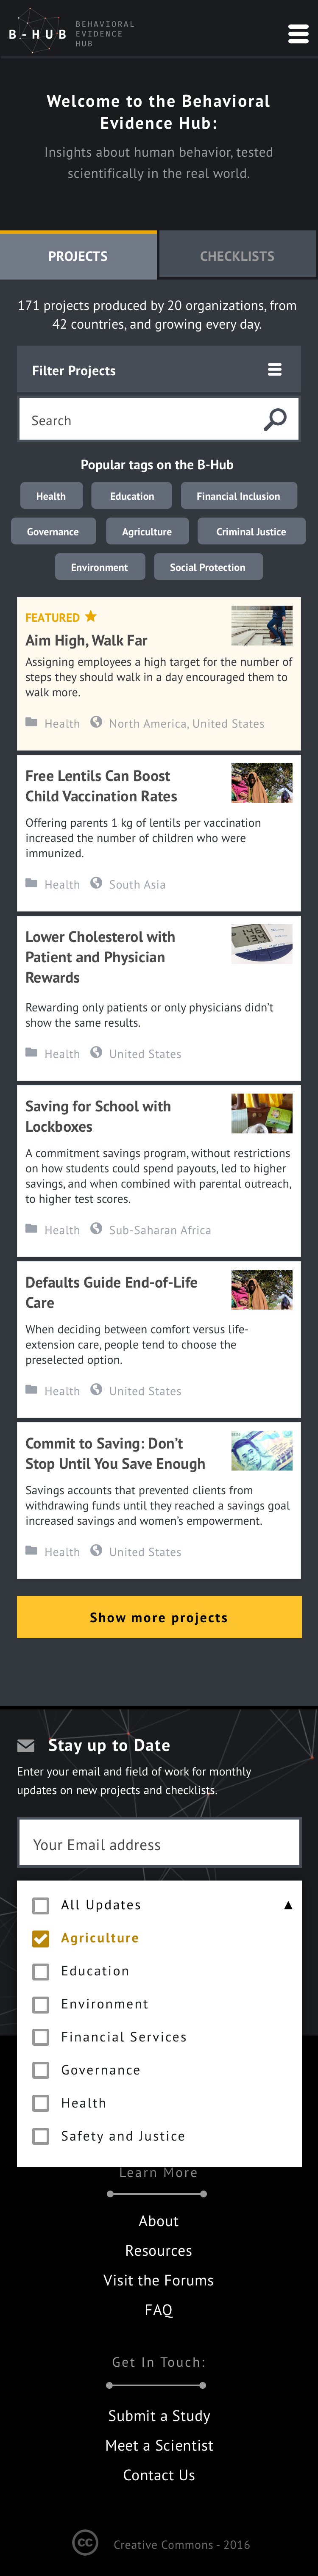 B-HUB
BEHAVIORAL
EVIDENCE
HUB
Welcome to the Behavioral
Evidence Hub:
Insights about human behavior, tested
scientifically in the real world.
PROJECTS
CHECKLISTS
171 projects produced by 20 organizations, from
42 countries, and growing every day.
Filter Projects
Search
Popular tags on the B-Hub
Health
Education
Financial Inclusion
Governance
Agriculture
Criminal Justice
Environment
Social Protection
FEATURED
Aim High, Walk Far
Assigning employees a high target for the number of
steps they should walk in a day encouraged them to
walk more.
Health
North America, United States
Free Lentils Can Boost
Child Vaccination Rates
Offering parents 1 kg of lentils per vaccination
increased the number of children who were
immunized.
Health
South Asia
Lower Cholesterol with
Patient and Physician
Rewards
Rewarding only patients or only physicians didn't
show the same results.
Health
United States
Saving for School with
Lockboxes
A commitment savings program, without restrictions
on how students could spend payouts, led to higher
savings, and when combined with parental outreach,
to higher test scores.
Health
Sub-Saharan Africa
Defaults Guide End-of-Life
Care
When deciding between comfort versus life-
extension care, people tend to choose the
preselected option.
Health
United States
Commit to Saving: Don't
Stop Until You Save Enough
Savings accounts that prevented clients from
withdrawing funds until they reached a savings goal
increased savings and women's empowerment.
Health
United States
Show more projects
Stay up to Date
Enter your email and field of work for monthly
updates on new projects and checklists.
Your Email address
All Updates
Agriculture
Education
Environment
Financial Services
Governance
Health
Safety and Justice
Learn More
About
Resources
Visit the Forums
FAQ
Get In Touch:
Submit a Study
Meet a Scientist
Contact Us
cc
Creative Commons - 2016